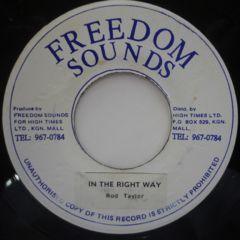 FREEDOM
SOUNDS
Produce by
FREEDOM SOUNDS
FOR HIGH TIMES
LTD., KGN. MALL.
TEL: 967-0784
Distd. by
HIGH TIMES LTD.
P.O BOX 529, KGN.
MALL
TEL: 967-0784
IN THE RIGHT WAY
Rod Taylor
UNAUTHORISE COPY OF THIS RECORD IS STRICTLY PROHIBITED